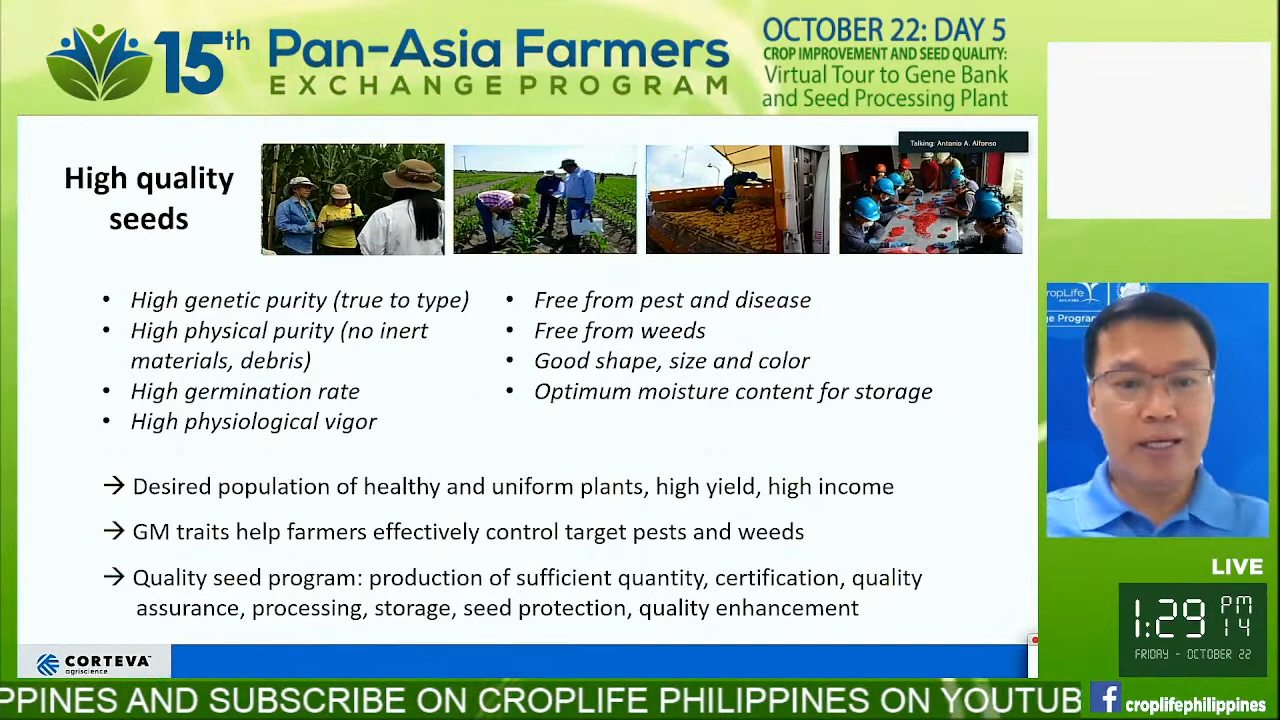 15th Pan-Asia Farmers
EXCHANGE PROGRAM
OCTOBER 22: DAY 5
CROP IMPROVEMENT AND SEED QUALITY:
Virtual Tour to Gene Bank
and Seed Processing Plant
Talking: Antonio A. Alfonso
High quality
seeds
• High genetic purity (true to type)
• High physical purity (no inert
materials, debris)
• High germination rate
• High physiological vigor
• Free from pest and disease
• Free from weeds
• Good shape, size and color
• Optimum moisture content for storage
→ Desired population of healthy and uniform plants, high yield, high income
→ GM traits help farmers effectively control target pests and weeds
→ Quality seed program: production of sufficient quantity, certification, quality
assurance, processing, storage, seed protection, quality enhancement
CORTEVA™
agriscience
ropLife
ge Program
LIVE
1:29 PM
14
FRIDAY - OCTOBER 22
PPINES AND SUBSCRIBE ON CROPLIFE PHILIPPINES ON YOUTUB
f croplifephilippines